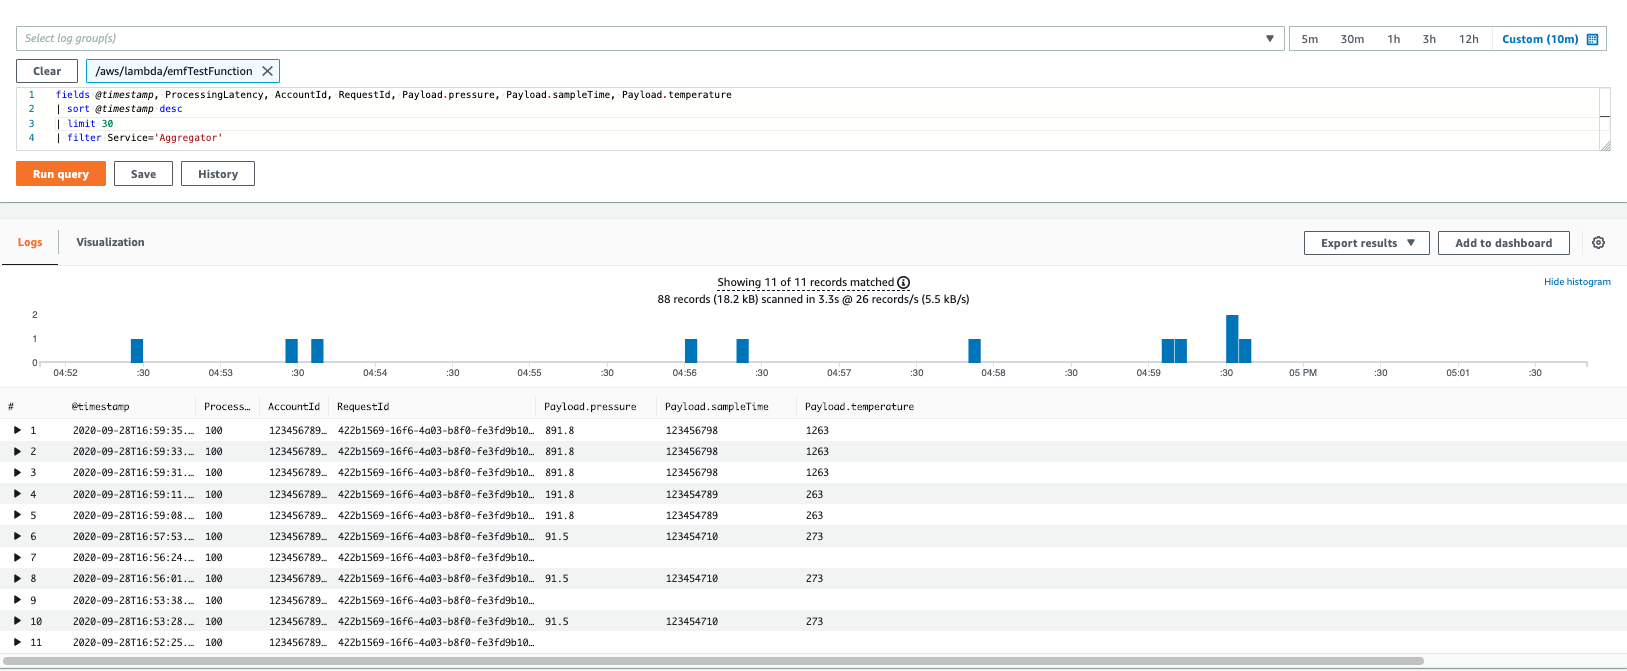 Select log group(s)
5m 30m 1h 3h 12h Custom (10m)
Clear /aws/lambda/emfTestFunction
1 fields @timestamp, ProcessingLatency, AccountId, RequestId, Payload.pressure, Payload.sampleTime, Payload.temperature
2 | sort @timestamp desc
3 | limit 30
4 | filter Service='Aggregator'
Run query Save History
Logs Visualization Export results Add to dashboard
Showing 11 of 11 records matched
88 records (18.2 kB) scanned in 3.3s @ 26 records/s (5.5 kB/s)
Hide histogram
2
1
0
04:52 :30 04:53 :30 04:54 :30 04:55 :30 04:56 :30 04:57 :30 04:58 :30 04:59 :30 05 PM :30 05:01 :30
# @timestamp Process… AccountId RequestId Payload.pressure Payload.sampleTime Payload.temperature
1 2020-09-28T16:59:35.… 100 123456789… 422b1569-16f6-4a03-b8f0-fe3fd9b10… 891.8 123456798 1263
2 2020-09-28T16:59:33.… 100 123456789… 422b1569-16f6-4a03-b8f0-fe3fd9b10… 891.8 123456798 1263
3 2020-09-28T16:59:31.… 100 123456789… 422b1569-16f6-4a03-b8f0-fe3fd9b10… 891.8 123456798 1263
4 2020-09-28T16:59:11.… 100 123456789… 422b1569-16f6-4a03-b8f0-fe3fd9b10… 191.8 123454789 263
5 2020-09-28T16:59:08.… 100 123456789… 422b1569-16f6-4a03-b8f0-fe3fd9b10… 191.8 123454789 263
6 2020-09-28T16:57:53.… 100 123456789… 422b1569-16f6-4a03-b8f0-fe3fd9b10… 91.5 123454710 273
7 2020-09-28T16:56:24.… 100 123456789… 422b1569-16f6-4a03-b8f0-fe3fd9b10…
8 2020-09-28T16:56:01.… 100 123456789… 422b1569-16f6-4a03-b8f0-fe3fd9b10… 91.5 123454710 273
9 2020-09-28T16:53:38.… 100 123456789… 422b1569-16f6-4a03-b8f0-fe3fd9b10…
10 2020-09-28T16:53:28.… 100 123456789… 422b1569-16f6-4a03-b8f0-fe3fd9b10… 91.5 123454710 273
11 2020-09-28T16:52:25.… 100 123456789… 422b1569-16f6-4a03-b8f0-fe3fd9b10…